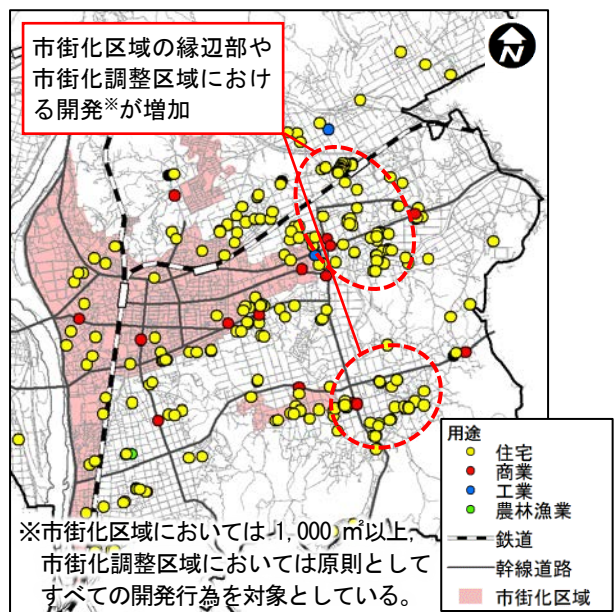 市街化区域の縁辺部や
市街化調整区域におけ
る開発※が増加
N
用途
住宅
商業
工業
農林漁業
鉄道
幹線道路
市街化区域
※市街化区域においては 1,000 ㎡以上,
市街化調整区域においては原則として
すべての開発行為を対象としている。